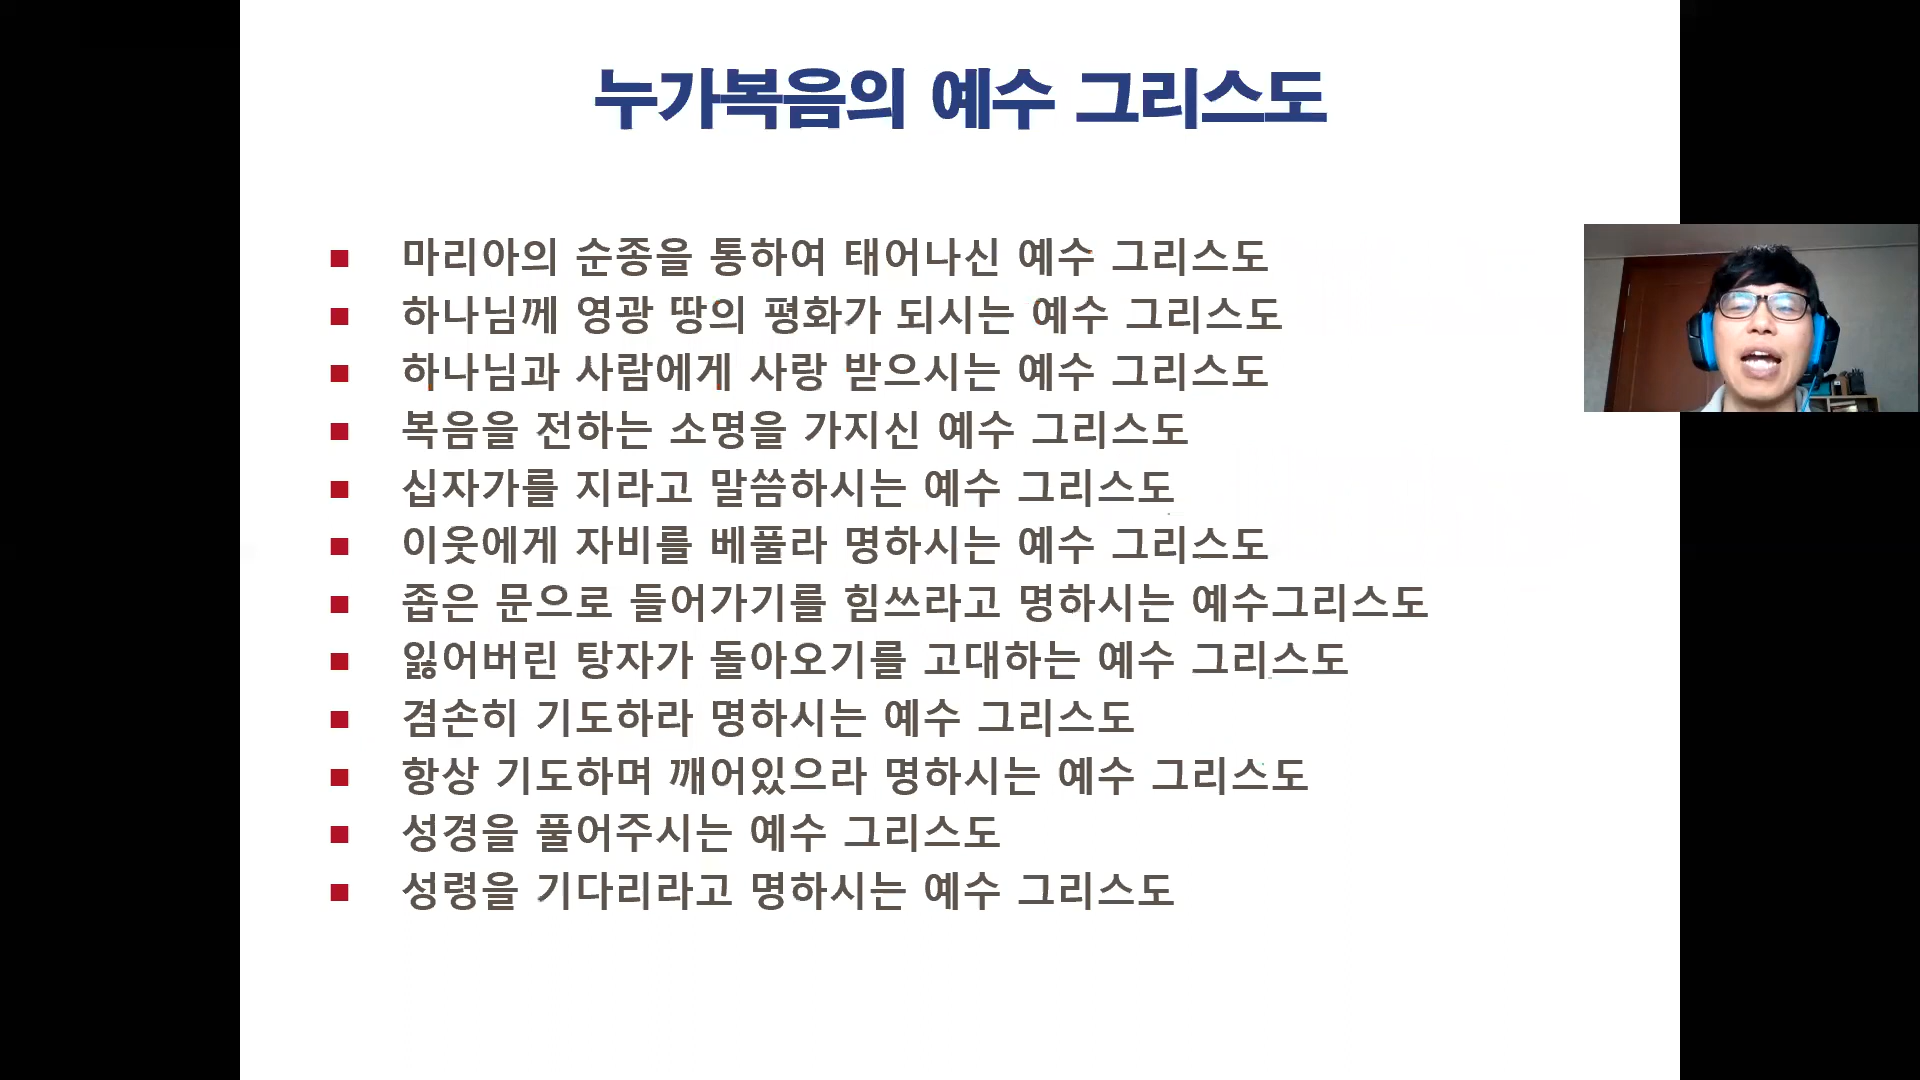 누가복음의 예수 그리스도
마리아의 순종을 통하여 태어나신 예수 그리스도
하나님께 영광 땅의 평화가 되시는 예수 그리스도
하나님과 사람에게 사랑 받으시는 예수 그리스도
복음을 전하는 소명을 가지신 예수 그리스도
십자가를 지라고 말씀하시는 예수 그리스도
이웃에게 자비를 베풀라 명하시는 예수 그리스도
좁은 문으로 들어가기를 힘쓰라고 명하시는 예수그리스도
잃어버린 탕자가 돌아오기를 고대하는 예수 그리스도
겸손히 기도하라 명하시는 예수 그리스도
항상 기도하며 깨어있으라 명하시는 예수 그리스도
성경을 풀어주시는 예수 그리스도
성령을 기다리라고 명하시는 예수 그리스도